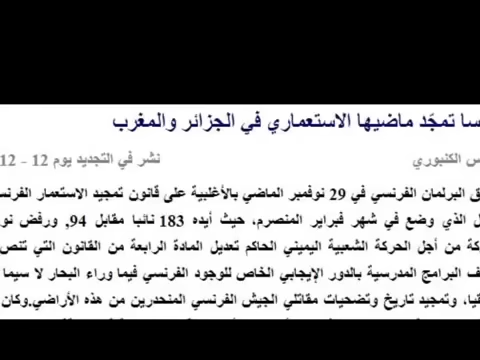 سا تمجّد ماضيها الاستعماري في الجزائر والمغرب
س الكنبوري
نشر في التجديد يوم 12 - 12
ق البرلمان الفرنسي في 29 نوفمبر الماضي بالأغلبية على قانون تمجيد الاستعمار الفرنس
ل الذي وضع في شهر فبراير المنصرم، حيث أيده 183 نائبا مقابل 94, ورفض نو
كة من أجل الحركة الشعبية اليميني الحاكم تعديل المادة الرابعة من القانون التي تنص
ف البرامج المدرسية بالدور الإيجابي الخاص للوجود الفرنسي فيما وراء البحار لا سيما
قيا، وتمجيد تاريخ وتضحيات مقاتلي الجيش الفرنسي المنحدرين من هذه الأراضي.وكان